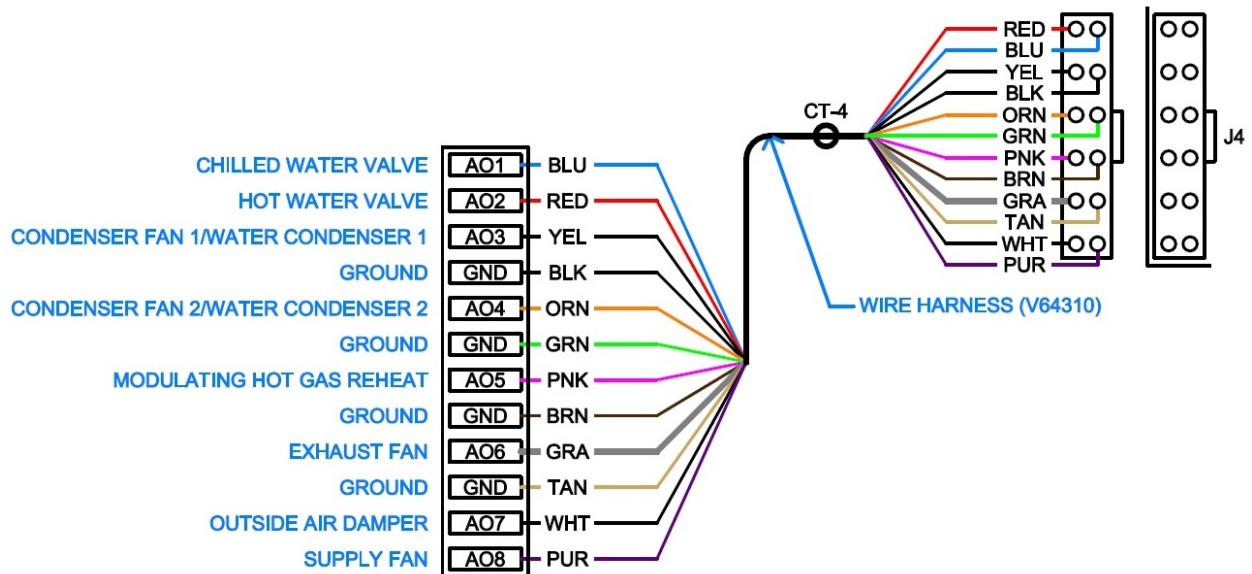 RED
BLU
YEL
BLK
CT-4
ORN
GRN
J4
PNK
BRN
GRA
TAN
WHT
PUR
WIRE HARNESS (V64310)
CHILLED WATER VALVE AO1 BLU
HOT WATER VALVE AO2 RED
CONDENSER FAN 1/WATER CONDENSER 1 AO3 YEL
GROUND GND BLK
CONDENSER FAN 2/WATER CONDENSER 2 AO4 ORN
GROUND GND GRN
MODULATING HOT GAS REHEAT AO5 PNK
GROUND GND BRN
EXHAUST FAN AO6 GRA
GROUND GND TAN
OUTSIDE AIR DAMPER AO7 WHT
SUPPLY FAN AO8 PUR